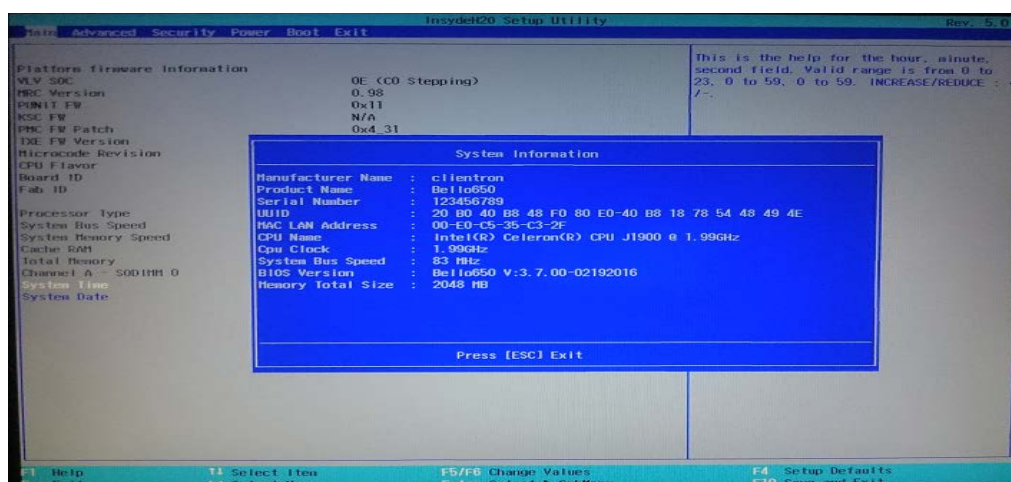 InsydeH20 Setup Utility
Rev. 5.0
Main Advanced Security Power Boot Exit
Platform firmware Information
VLV SOC 0E (C0 Stepping)
MRC Version 0.98
PUNIT FW 0x11
KSC FW N/A
PMC FW Patch 0x4_31
TXE FW Version
Microcode Revision
CPU Flavor
Board ID
Fab ID
Processor Type
System Bus Speed
System Memory Speed
Cache RAM
Total Memory
Channel A - SODIMM 0
System Time
System Date
This is the help for the hour, minute,
second field. Valid range is from 0 to
23, 0 to 59, 0 to 59. INCREASE/REDUCE :
/-.
System Information
Manufacturer Name : clientron
Product Name : Bello650
Serial Number : 123456789
UUID : 20 B0 40 B8 48 F0 80 E0-40 B8 18 78 54 48 49 4E
MAC LAN Address : 00-E0-C5-35-C3-2F
CPU Name : Intel(R) Celeron(R) CPU J1900 @ 1.99GHz
Cpu Clock : 1.99GHz
System Bus Speed : 83 MHz
BIOS Version : Bello650 V:3.7.00-02192016
Memory Total Size : 2048 MB
Press [ESC] Exit
F1 Help ↑↓ Select Item F5/F6 Change Values F4 Setup Defaults